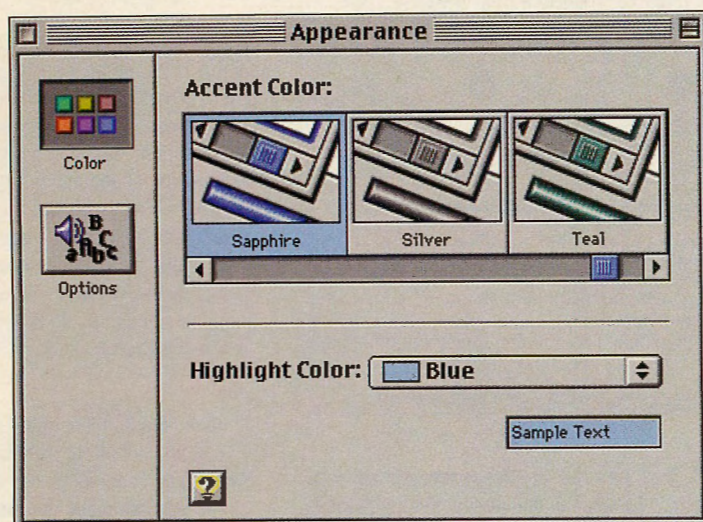 Appearance
Color
Options
Accent Color:
Sapphire
Silver
Teal
Highlight Color:
Blue
Sample Text
?